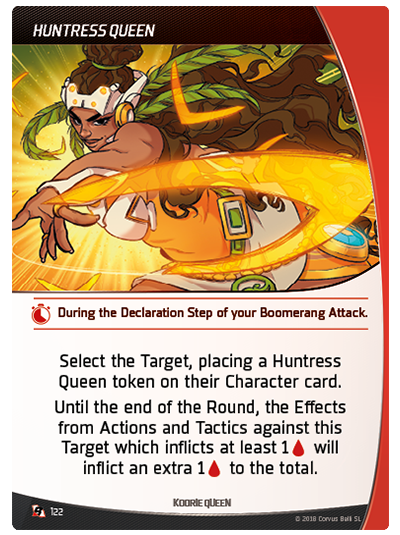 HUNTRESS QUEEN
During the Declaration Step of your Boomerang Attack.
Select the Target, placing a Huntress
Queen token on their Character card.
Until the end of the Round, the Effects
from Actions and Tactics against this
Target which inflicts at least 1 will
inflict an extra 1 to the total.
KOORIE QUEEN
122
© 2018 Corvus Belli SL